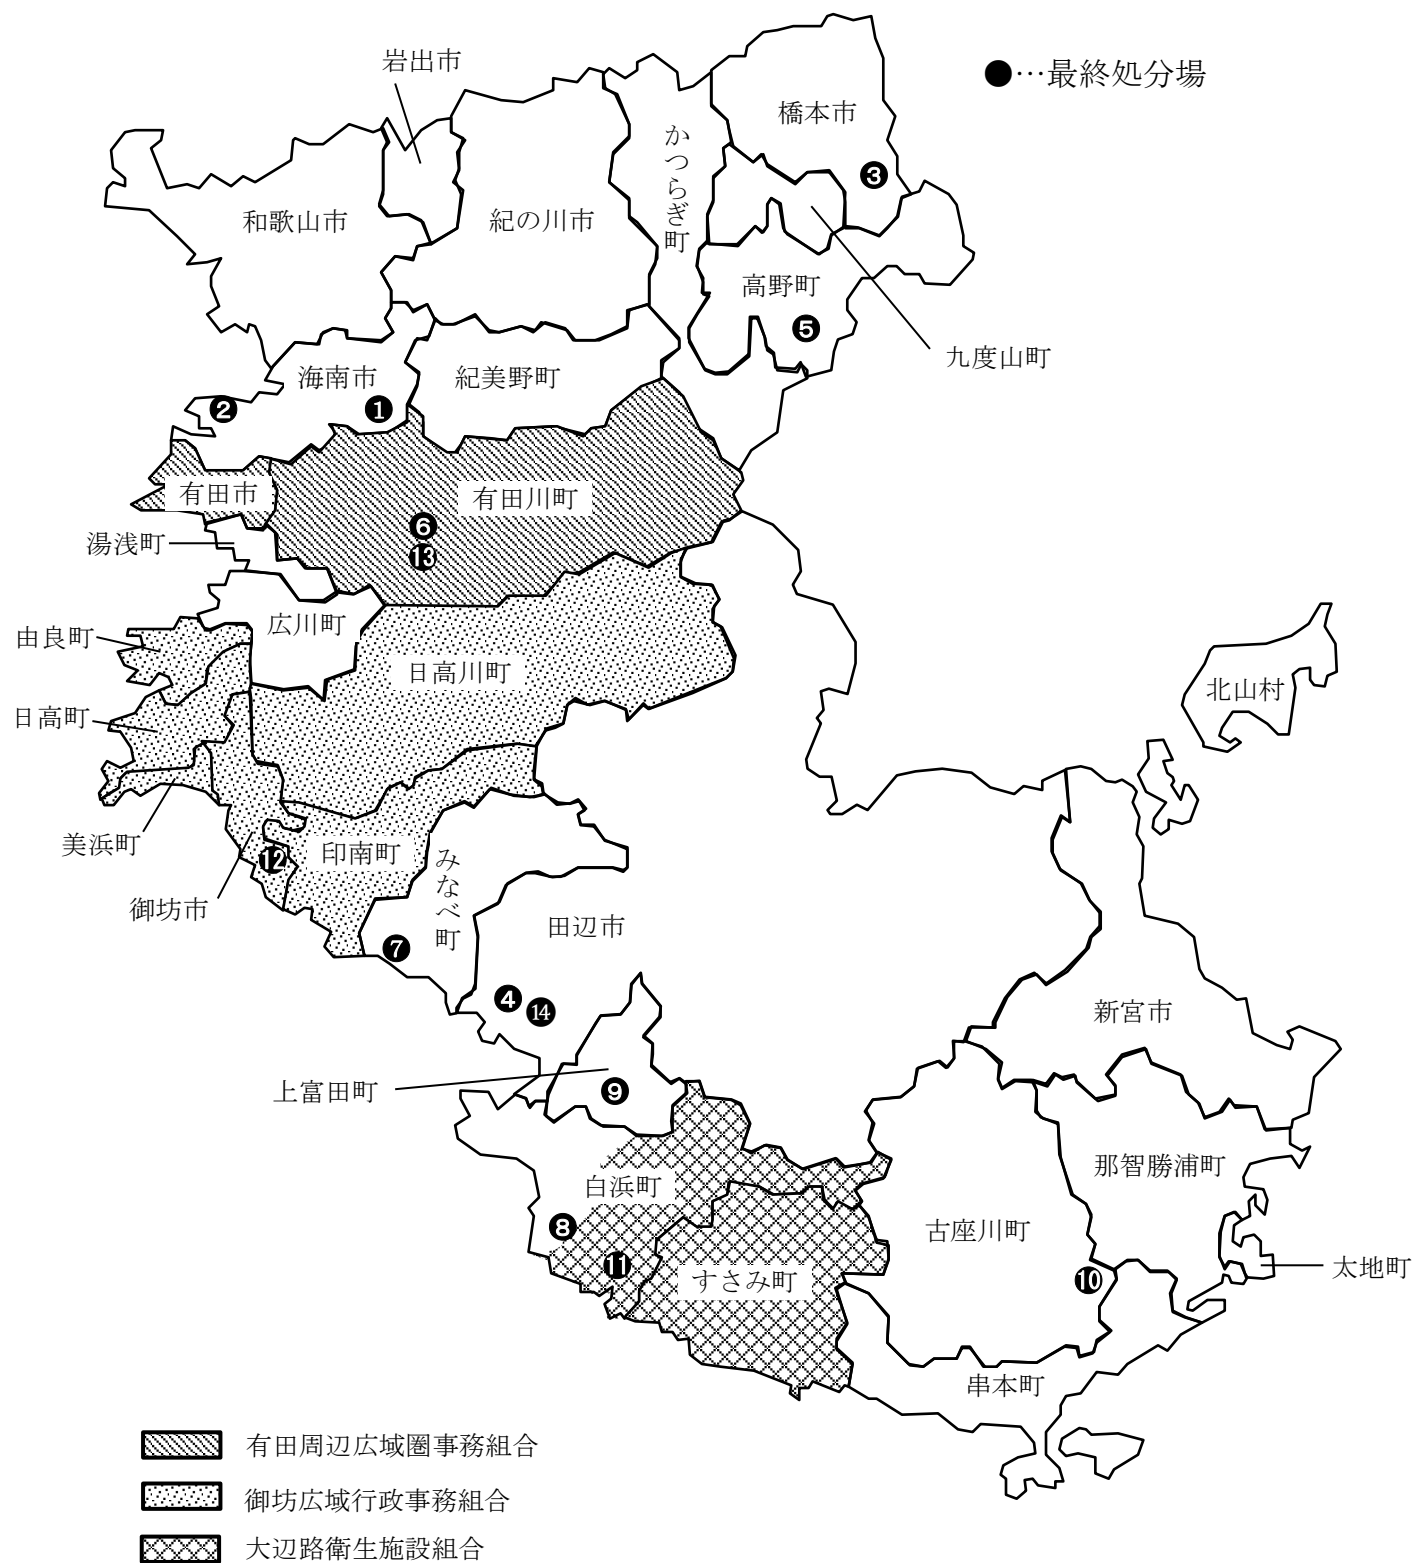 岩出市
●…最終処分場
橋本市
かつらぎ町
❸
和歌山市
紀の川市
高野町
❺
九度山町
海南市
紀美野町
❷
❶
有田市
有田川町
❻
湯浅町
⓭
広川町
由良町
日高川町
北山村
日高町
美浜町
印南町
⓬
みなべ町
御坊市
田辺市
❼
❹
⓮
新宮市
上富田町
❾
那智勝浦町
白浜町
❽
古座川町
⓫
すさみ町
❿
太地町
串本町
有田周辺広域圏事務組合
御坊広域行政事務組合
大辺路衛生施設組合